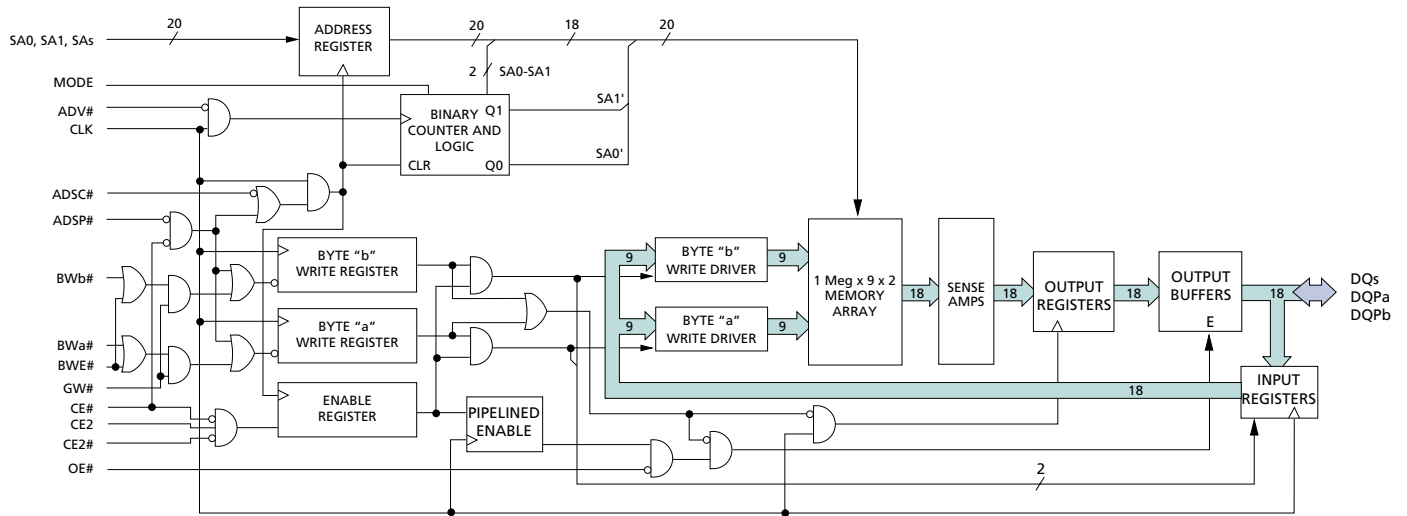 20
SA0, SA1, SAs
ADDRESS
REGISTER
20
18
20
2
SA0-SA1
MODE
ADV#
CLK
BINARY
COUNTER AND
LOGIC
Q1
CLR
Q0
SA1'
SA0'
ADSC#
ADSP#
BWb#
BWa#
BWE#
GW#
CE#
CE2
CE2#
OE#
BYTE “b”
WRITE REGISTER
BYTE “a”
WRITE REGISTER
ENABLE
REGISTER
PIPELINED
ENABLE
9
BYTE “b”
WRITE DRIVER
9
9
BYTE “a”
WRITE DRIVER
9
1 Meg x 9 x 2
MEMORY
ARRAY
18
SENSE
AMPS
18
OUTPUT
REGISTERS
18
OUTPUT
BUFFERS
E
18
DQs
DQPa
DQPb
18
INPUT
REGISTERS
2